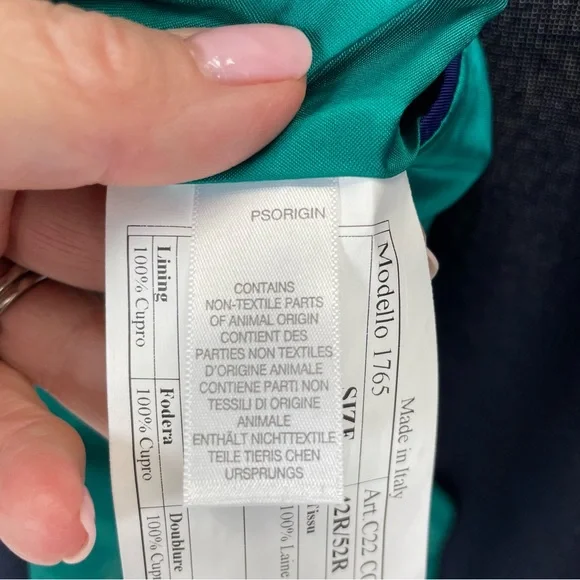 PSORIGIN
CONTAINS
NON-TEXTILE PARTS
OF ANIMAL ORIGIN
CONTIENT DES
PARTIES NON TEXTILES
D'ORIGINE ANIMALE
CONTIENE PARTI NON
TESSILI DI ORIGINE
ANIMALE
ENTHÄLT NICHTTEXTILE
TEILE TIERIS CHEN
URSPRUNGS
Lining
100% Cupro
Fodera
100% Cupro
Doublure
Modello 1765
Made in Italy
SIZE
Art.C22
100% Laine